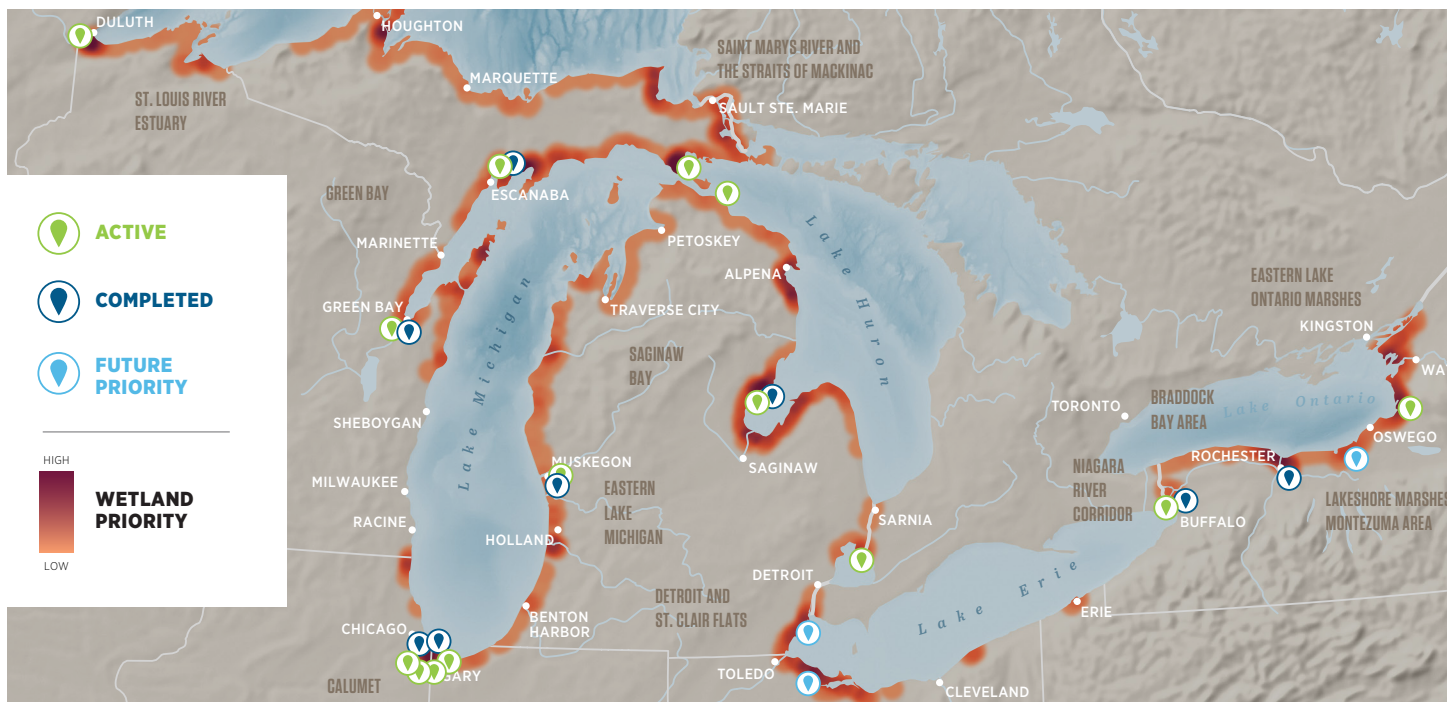 DULUTH
HOUGHTON
SAINT MARYS RIVER AND
THE STRAITS OF MACKINAC
MARQUETTE
ST. LOUIS RIVER
ESTUARY
SAULT STE. MARIE
GREEN BAY
ESCANABA
ACTIVE
MARINETTE
PETOSKEY
Lake Huron
ALPENA
EASTERN LAKE
ONTARIO MARSHES
COMPLETED
GREEN BAY
Lake Michigan
TRAVERSE CITY
KINGSTON
FUTURE
PRIORITY
SAGINAW
BAY
WA
BRADDOCK
BAY AREA
Lake Ontario
TORONTO
SHEBOYGAN
OSWEGO
HIGH
WETLAND
PRIORITY
LOW
MUSKEGON
SAGINAW
ROCHESTER
NIAGARA
RIVER
CORRIDOR
MILWAUKEE
EASTERN
LAKE
MICHIGAN
LAKESHORE MARSHES
MONTEZUMA AREA
RACINE
HOLLAND
SARNIA
BUFFALO
DETROIT
DETROIT AND
ST. CLAIR FLATS
Lake Erie
ERIE
BENTON
HARBOR
CHICAGO
GARY
CALUMET
TOLEDO
CLEVELAND